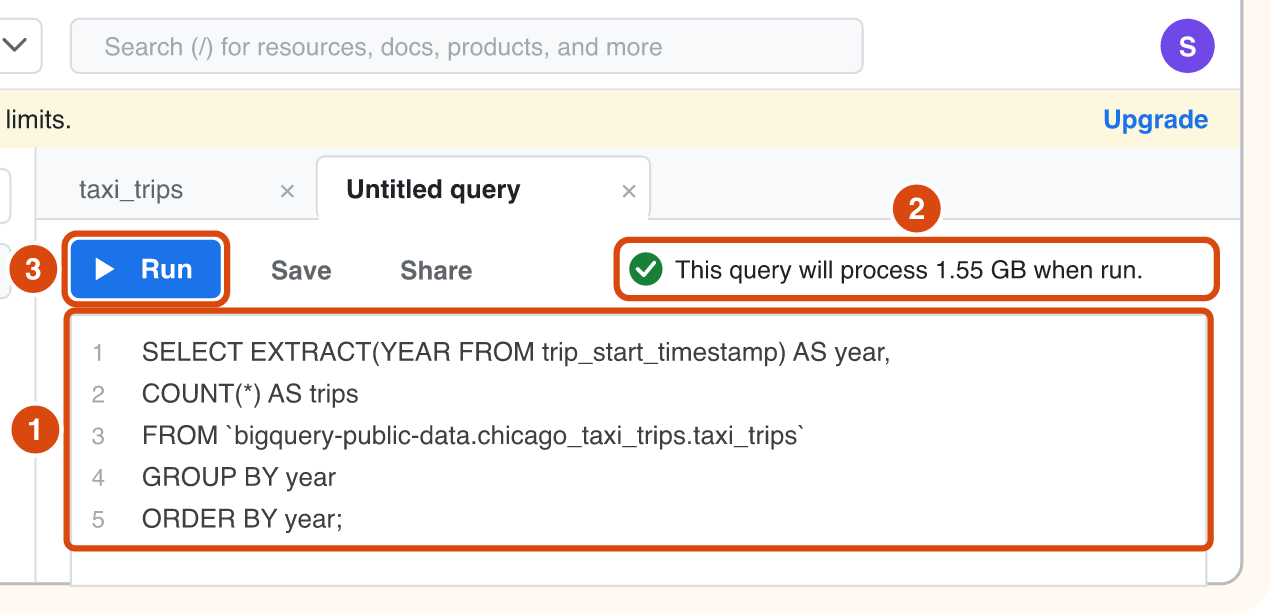 Search (/) for resources, docs, products, and more
S
limits.
Upgrade
taxi_trips ×
Untitled query ×
2
3
Run
Save
Share
This query will process 1.55 GB when run.
1
1 SELECT EXTRACT(YEAR FROM trip_start_timestamp) AS year,
2 COUNT(*) AS trips
3 FROM `bigquery-public-data.chicago_taxi_trips.taxi_trips`
4 GROUP BY year
5 ORDER BY year;